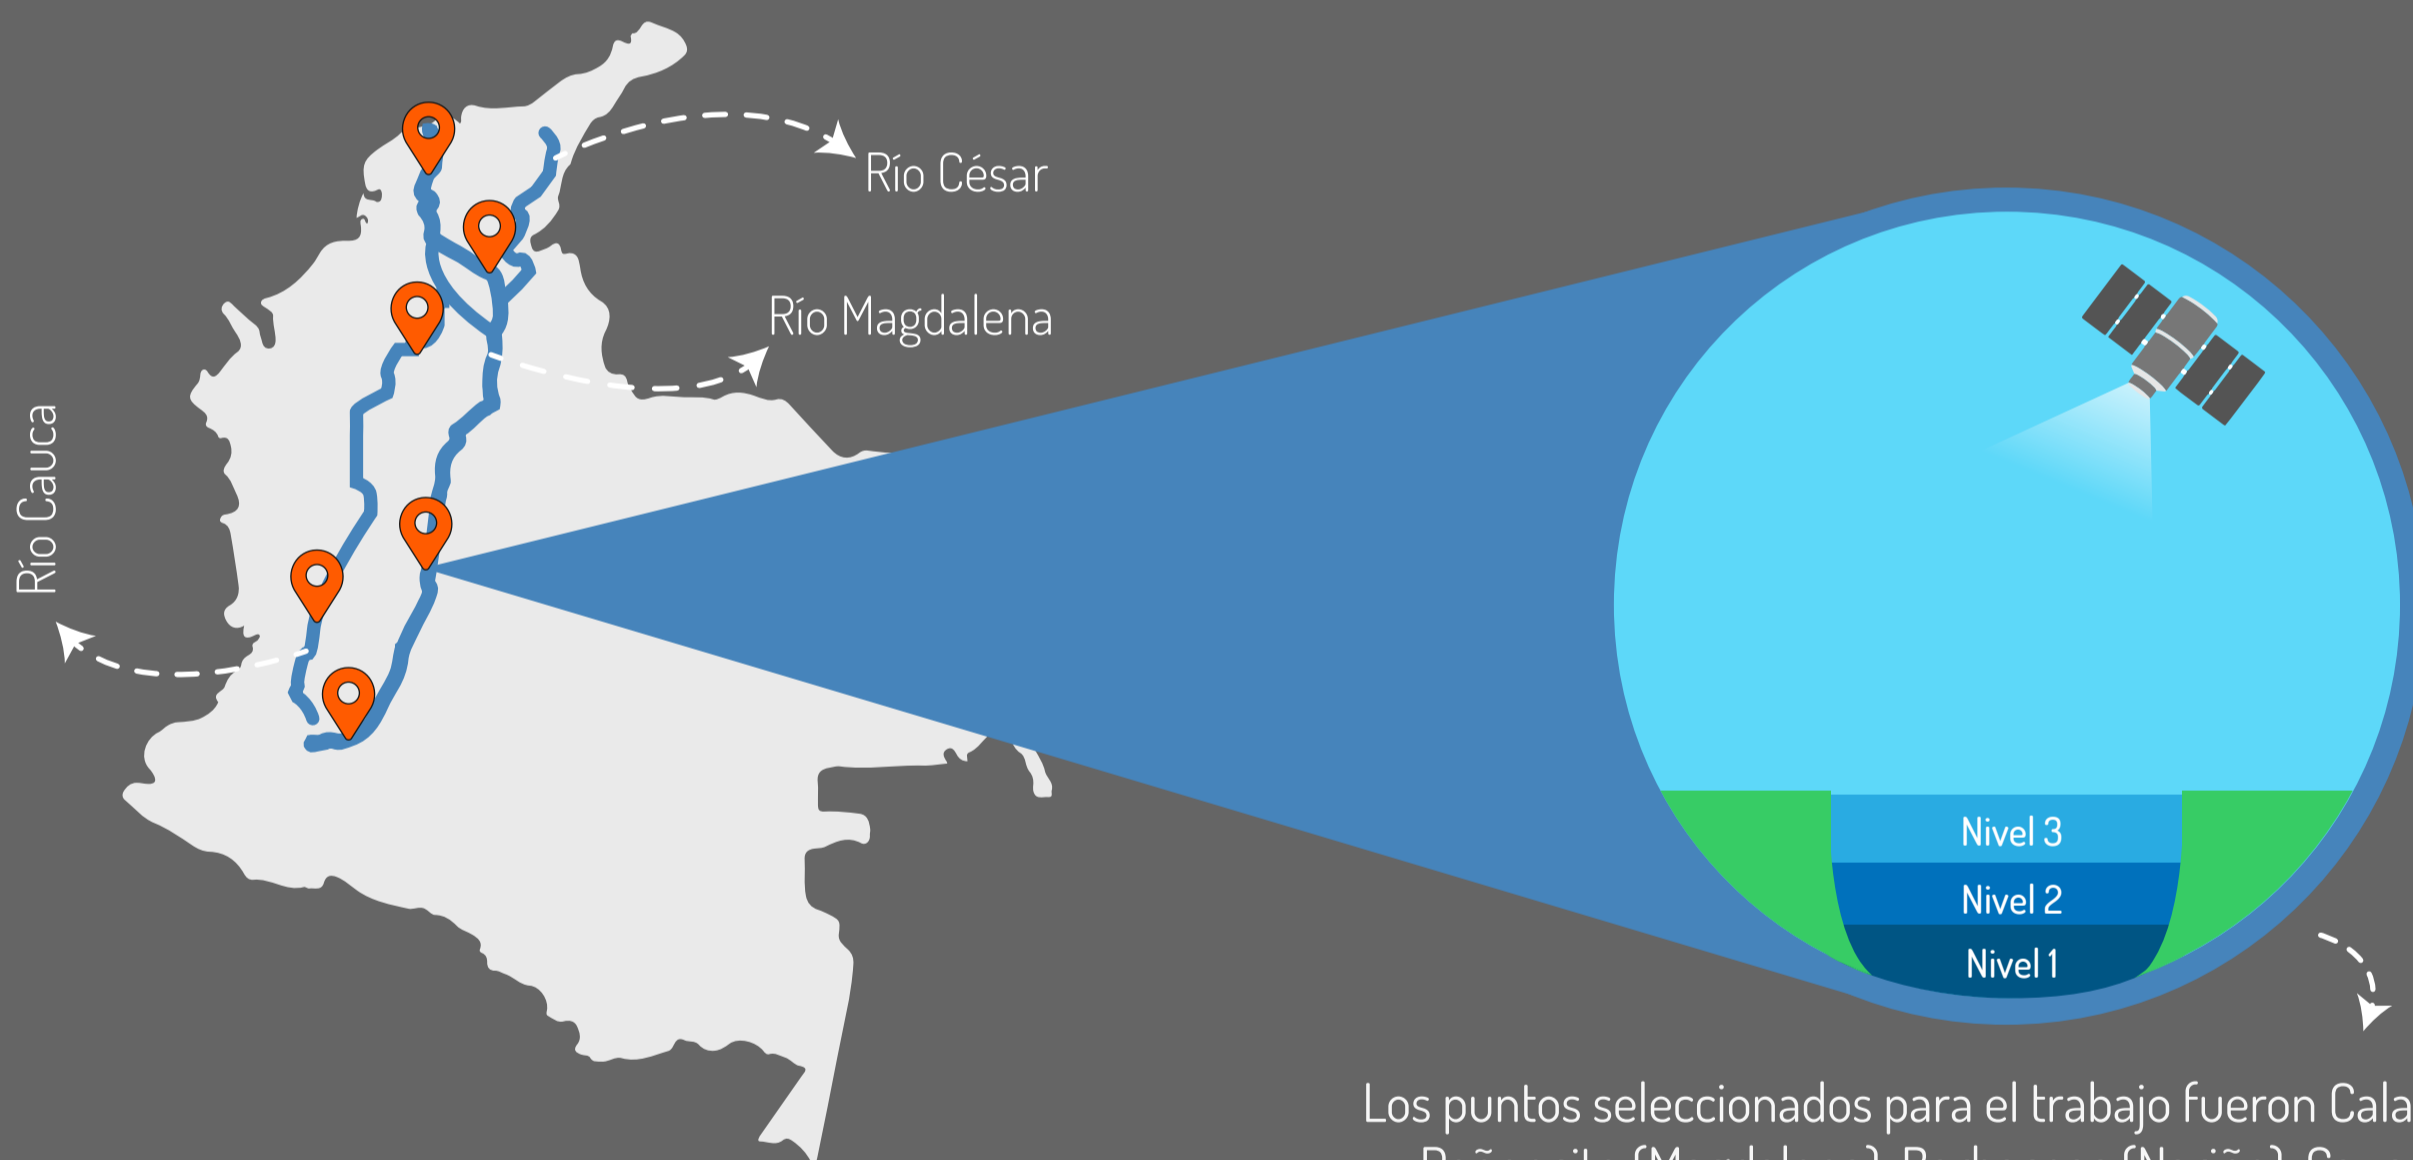 Río César
Río Magdalena
Río Cauca
Nivel 3
Nivel 2
Nivel 1
Los puntos seleccionados para el trabajo fueron